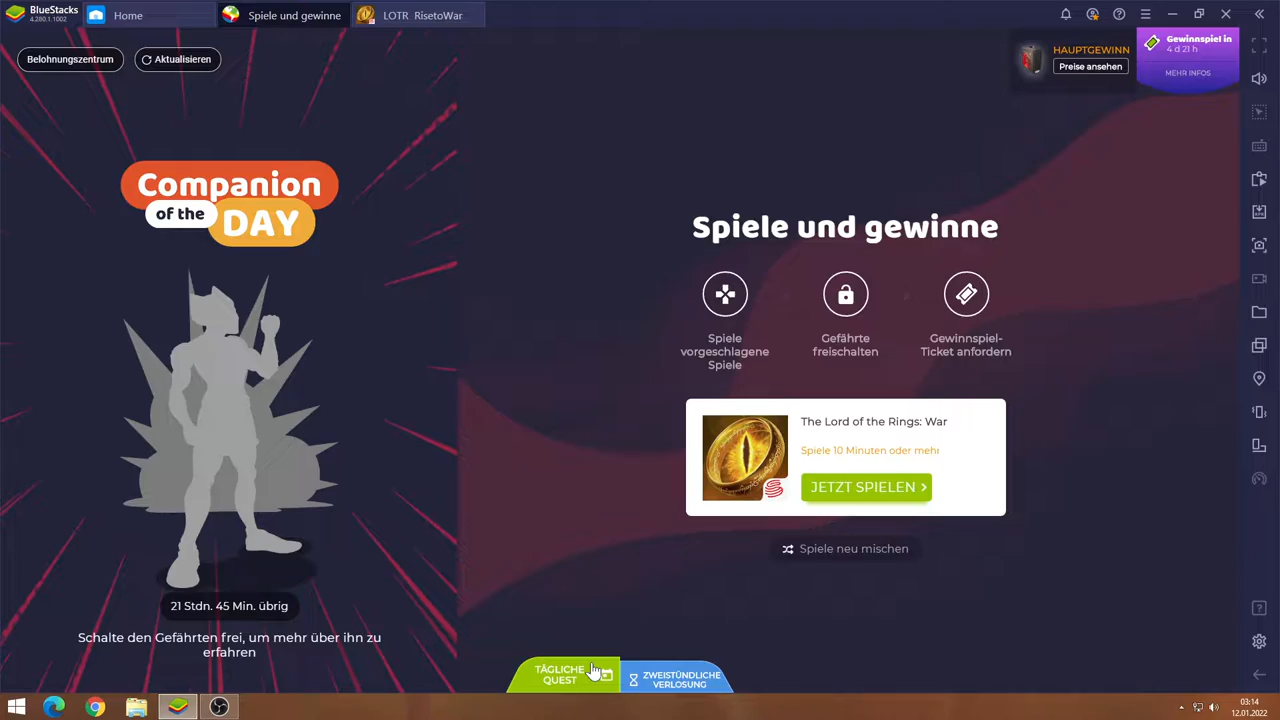 BlueStacks
4.280.1.1002
Home
Spiele und gewinne
LOTR RisetoWar
Belohnungszentrum
Aktualisieren
HAUPTGEWINN
Preise ansehen
Gewinnspiel in
4 d 21 h
MEHR INFOS
Companion
of the DAY
Spiele und gewinne
Spiele
vorgeschlagene
Spiele
Gefährte
freischalten
Gewinnspiel-
Ticket anfordern
The Lord of the Rings: War
Spiele 10 Minuten oder mehr
JETZT SPIELEN
Spiele neu mischen
21 Stdn. 45 Min. übrig
Schalte den Gefährten frei, um mehr über ihn zu
erfahren
TÄGLICHE
QUEST
ZWEISTÜNDLICHE
VERLOSUNG
03:14
12.01.2022